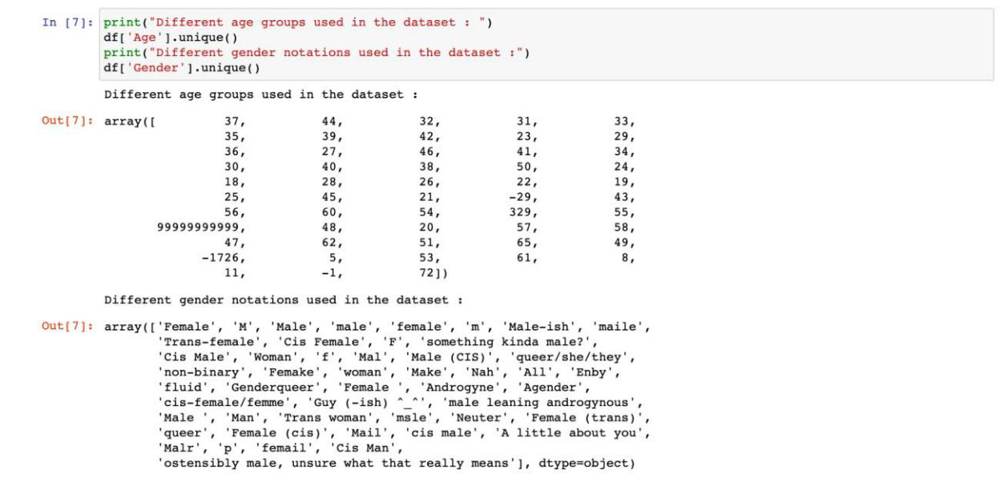 In [7]: print("Different age groups used in the dataset : ")
df['Age'].unique()
print("Different gender notations used in the dataset :")
df['Gender'].unique()
Different age groups used in the dataset :
Out[7]: array([ 37, 44, 32, 31, 33,
35, 39, 42, 23, 29,
36, 27, 46, 41, 34,
30, 40, 38, 50, 24,
18, 28, 26, 22, 19,
25, 45, 21, -29, 43,
56, 60, 54, 329, 55,
99999999999, 48, 20, 57, 58,
47, 62, 51, 65, 49,
-1726, 5, 53, 61, 8,
11, -1, 72])
Different gender notations used in the dataset :
Out[7]: array(['Female', 'M', 'Male', 'male', 'female', 'm', 'Male-ish', 'maile',
'Trans-female', 'Cis Female', 'F', 'something kinda male?',
'Cis Male', 'Woman', 'f', 'Mal', 'Male (CIS)', 'queer/she/they',
'non-binary', 'Femake', 'woman', 'Make', 'Nah', 'All', 'Enby',
'fluid', 'Genderqueer', 'Female ', 'Androgyne', 'Agender',
'cis-female/femme', 'Guy (-ish) ^_^', 'male leaning androgynous',
'Male ', 'Man', 'Trans woman', 'msle', 'Neuter', 'Female (trans)',
'queer', 'Female (cis)', 'Mail', 'cis male', 'A little about you',
'Malr', 'p', 'femail', 'Cis Man',
'ostensibly male, unsure what that really means'], dtype=object)